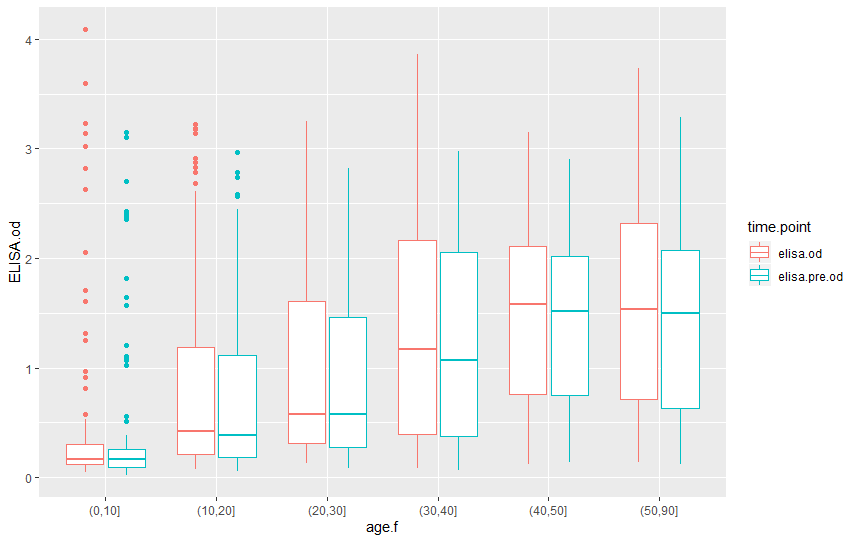 4
3
2
1
0
ELISA.od
(0,10]
(10,20]
(20,30]
(30,40]
(40,50]
(50,90]
age.f
time.point
elisa.od
elisa.pre.od